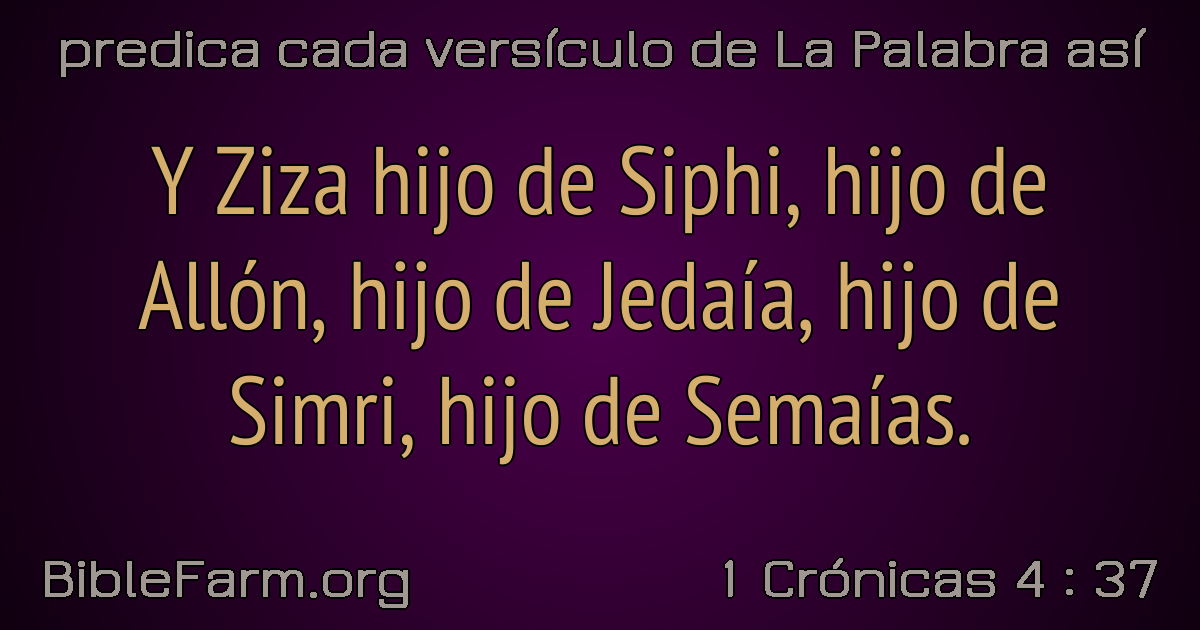 predica cada versículo de La Palabra así
Y Ziza hijo de Siphi, hijo de
Allón, hijo de Jedaía, hijo de
Simri, hijo de Semaías.
BibleFarm.org
1 Crónicas 4 : 37